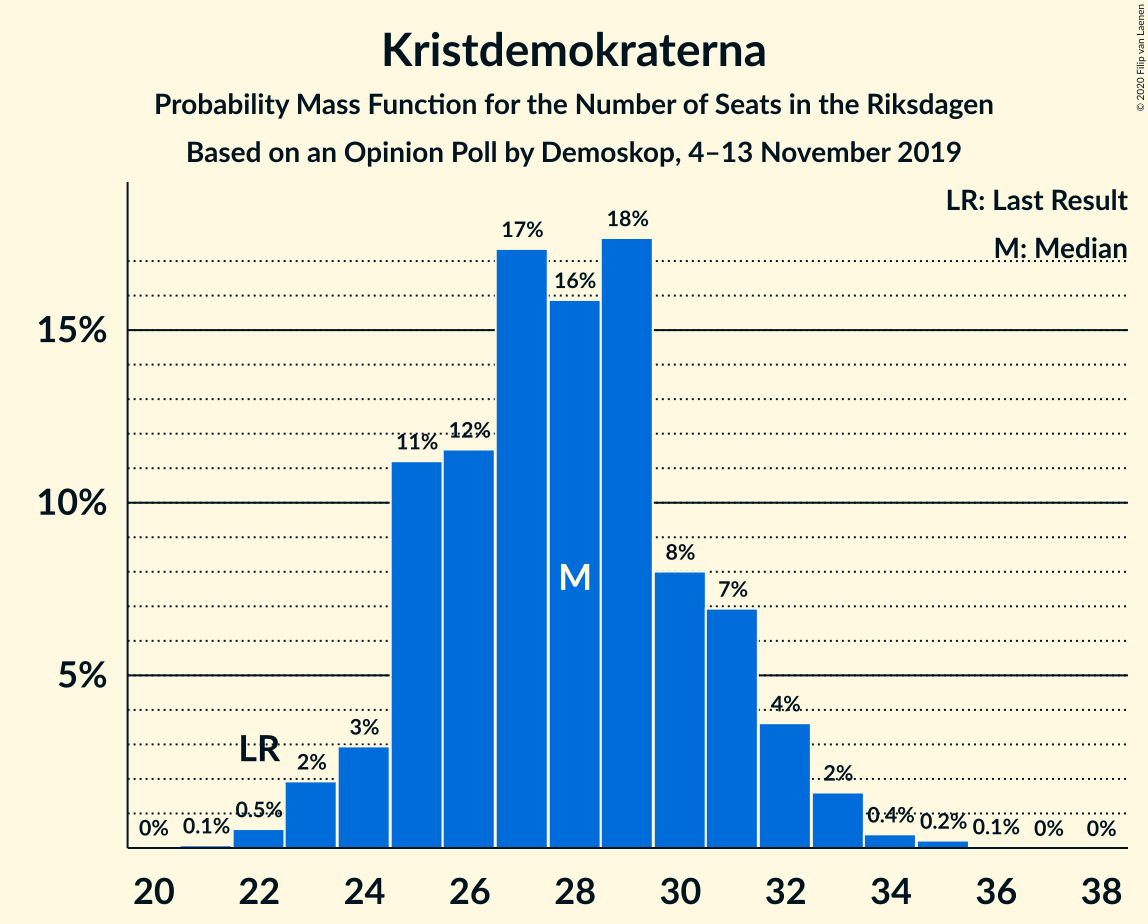 Kristdemokraterna
Probability Mass Function for the Number of Seats in the Riksdagen
Based on an Opinion Poll by Demoskop, 4–13 November 2019
© 2020 Filip van Laenen
LR: Last Result
M: Median
15%
10%
5%
0%
0.1%
0.5%
LR
2%
3%
11%
12%
17%
16%
M
18%
8%
7%
4%
2%
0.4%
0.2%
0.1%
0%
0%
20 22 24 26 28 30 32 34 36 38